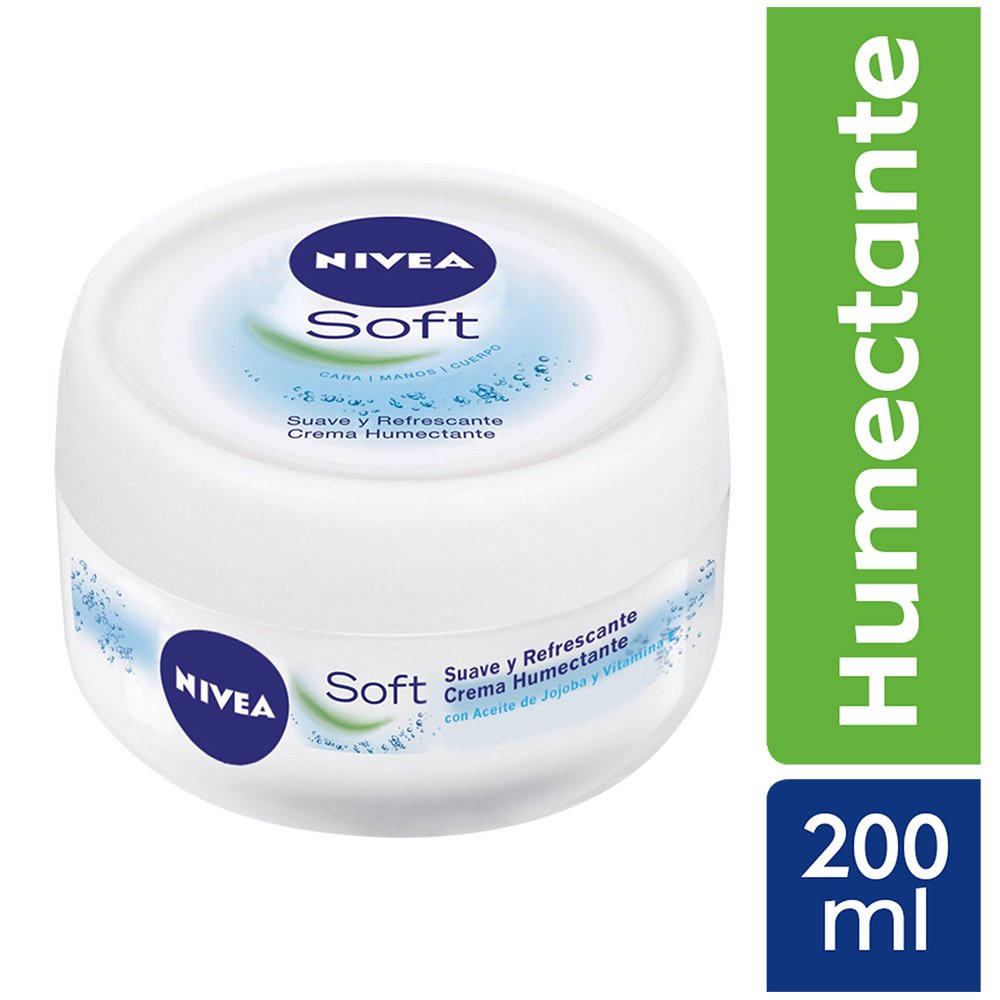 NIVEA
Soft
CARA | MANOS | CUERPO
Suave y Refrescante
Crema Humectante
NIVEA
Soft
Suave y Refrescante
Crema Humectante
con Aceite de Jojoba y Vitamina E
Humectante
200
ml